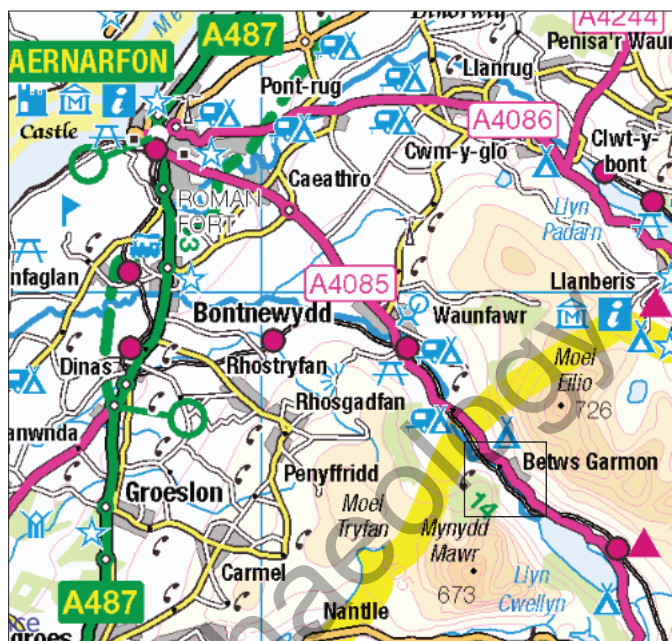 A487
A4244
Penisa'r Waun
AERNARFON
Pont-rug
Llanrug
A4086
Clwt-y-
bont
Castle
Cwm-y-glo
Caeathro
ROMAN
FORT
Llyn
Padarn
nfaglan
A4085
Llanberis
Bontnewydd
Waunfawr
Dinas
Rhostryfan
Moel
Eilio
726
Rhosgadfan
anwnda
Betws Garmon
Penyffridd
14
Groeslon
Moel
Tryfan
Mynydd
Mawr
673
Carmel
Llyn
Cwellyn
A487
Nantlle
groes